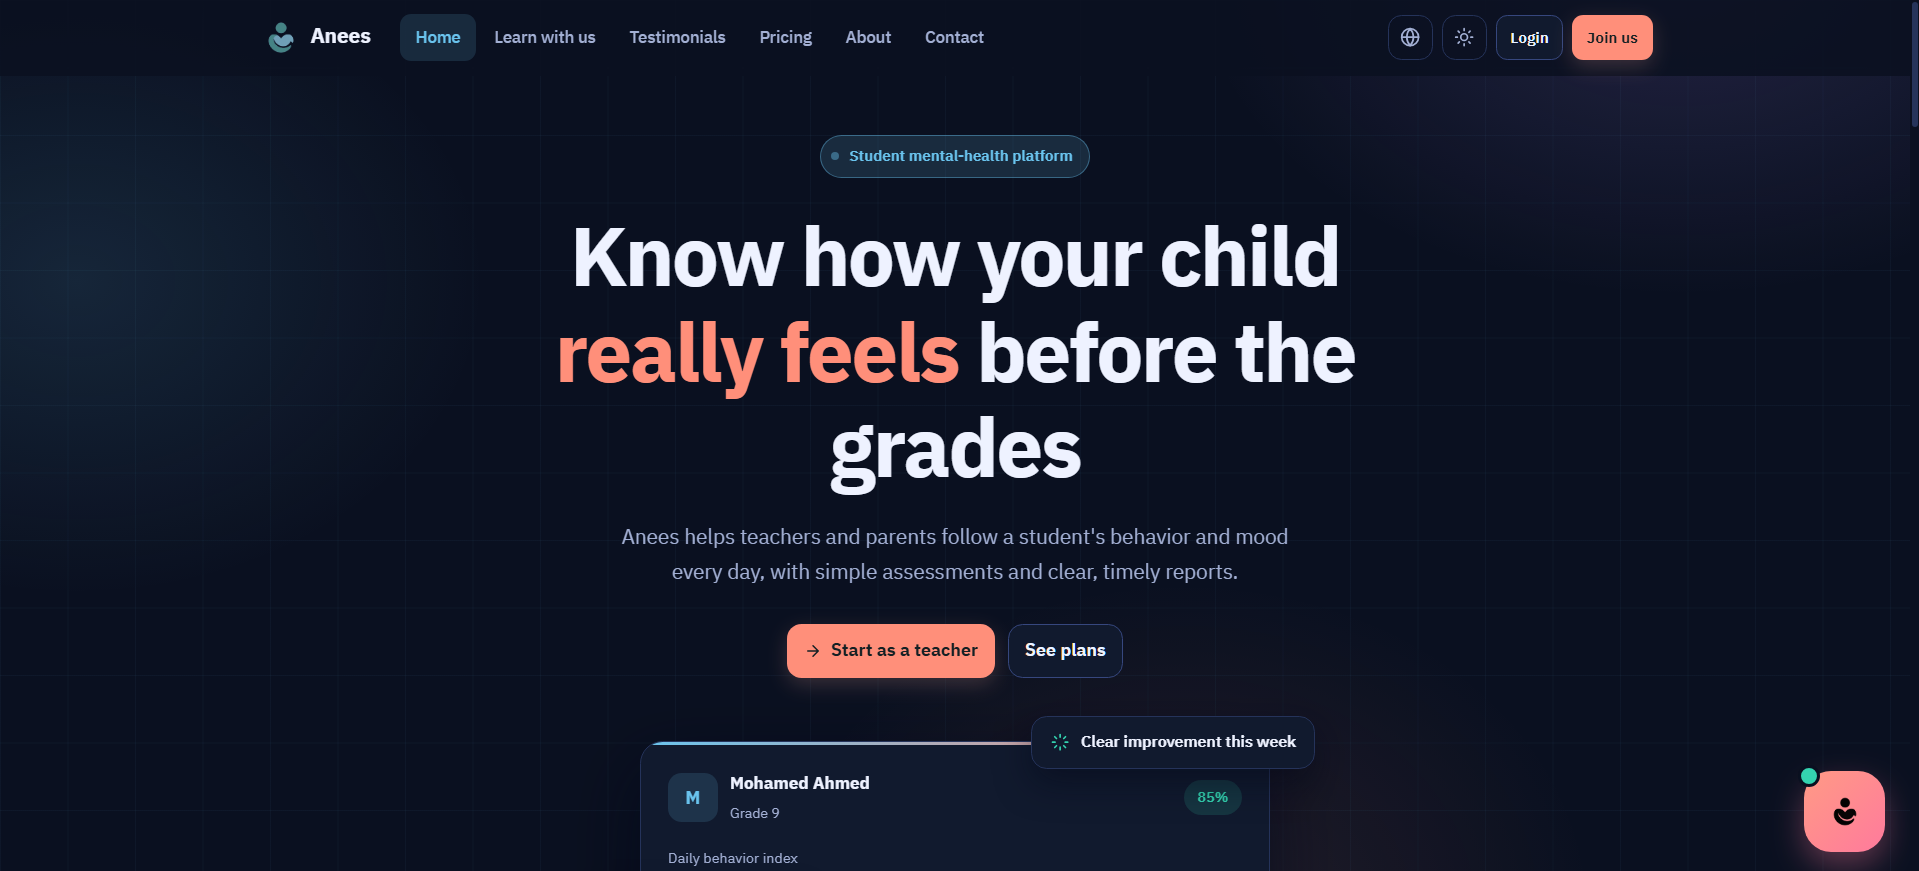 Anees
Home
Learn with us
Testimonials
Pricing
About
Contact
Login
Join us
Student mental-health platform
Know how your child
really feels before the
grades
Anees helps teachers and parents follow a student's behavior and mood
every day, with simple assessments and clear, timely reports.
Start as a teacher
See plans
Clear improvement this week
M
Mohamed Ahmed
Grade 9
85%
Daily behavior index